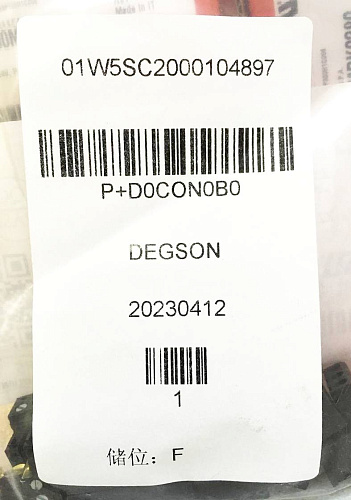 01W5SC2000104897
P+D0CON0B0
DEGSON
20230412
1
储位：F